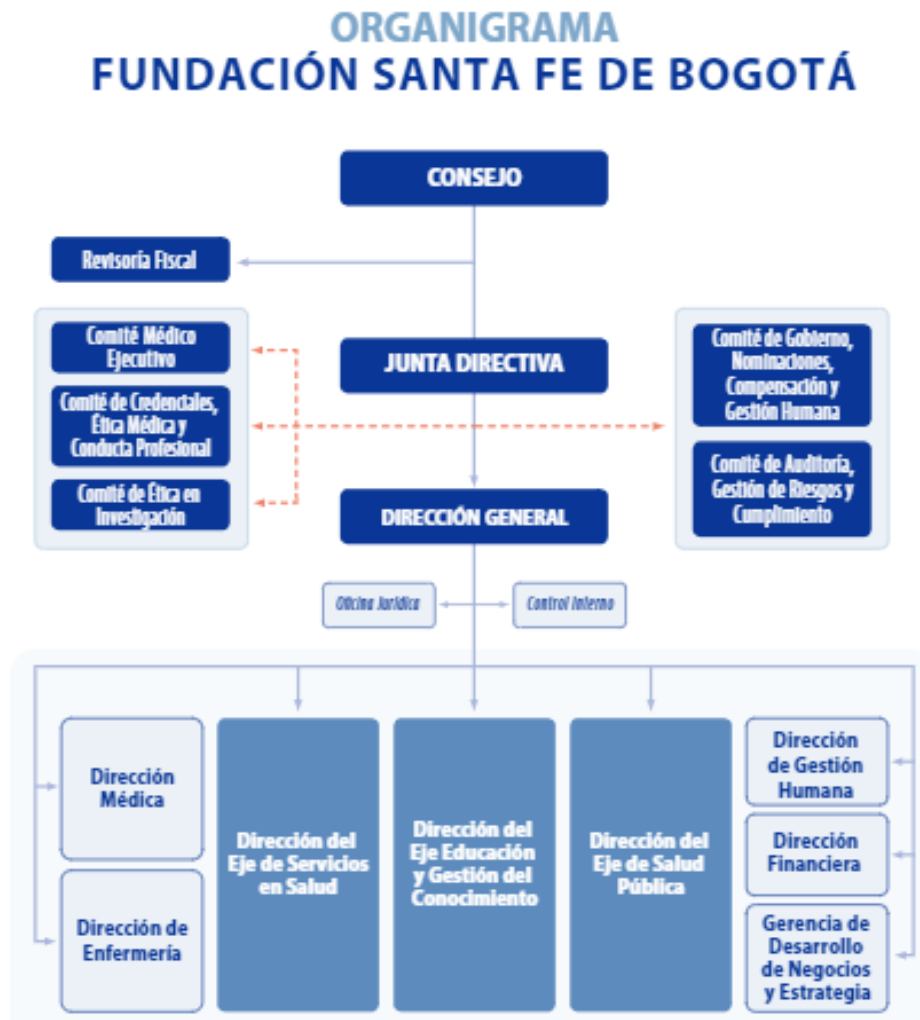 ORGANIGRAMA
FUNDACIÓN SANTA FE DE BOGOTÁ
CONSEJO
Revisoría Fiscal
Comité Médico
Ejecutivo
Comité de Credenciales,
Ética Médica y
Conducta Profesional
Comité de Ética en
Investigación
JUNTA DIRECTIVA
Comité de Gobierno,
Nominaciones,
Compensación y
Gestión Humana
Comité de Auditoría,
Gestión de Riesgos y
Cumplimiento
DIRECCIÓN GENERAL
Oficina Jurídica
Control Interno
Dirección
Médica
Dirección de
Enfermería
Dirección del
Eje de Servicios
en Salud
Dirección del
Eje Educación
y Gestión del
Conocimiento
Dirección del
Eje de Salud
Pública
Dirección
de Gestión
Humana
Dirección
Financiera
Gerencia de
Desarrollo
de Negocios
y Estrategia